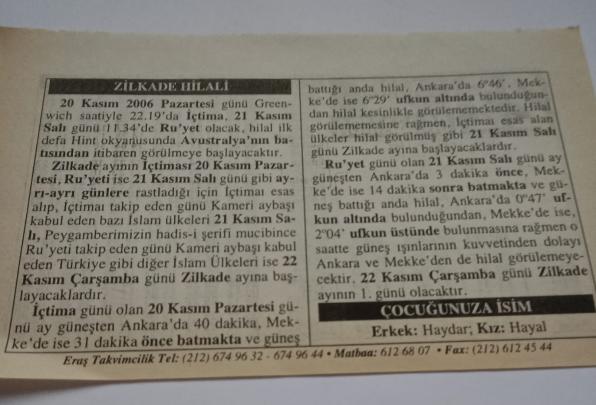 ZİLKADE HİLALİ
20 Kasım 2006 Pazartesi günü Green-
wich saatiyle 22.19'da İçtima, 21 Kasım
Salı günü 11.34'de Ru'yet olacak, hilal ilk
defa Hint okyanusunda Avustralya'nın ba-
tısından itibaren görülmeye başlayacaktır.
Zilkade ayının İçtiması 20 Kasım Pazar-
tesi, Ru'yeti ise 21 Kasım Salı günü gibi ay-
rı-ayrı günlere rastladığı için İçtimaı esas
alıp, İçtimaı takip eden günü Kameri aybaşı
kabul eden bazı İslam ülkeleri 21 Kasım Sa-
lı, Peygamberimizin hadis-i şerifi mucibince
Ru'yeti takip eden günü Kameri aybaşı kabul
eden Türkiye gibi diğer İslam Ülkeleri ise 22
Kasım Çarşamba günü Zilkade ayına baş-
layacaklardır.
İçtima günü olan 20 Kasım Pazartesi gü-
nü ay güneşten Ankara'da 40 dakika, Mek-
ke'de ise 31 dakika önce batmakta ve güneş
battığı anda hilal, Ankara'da 6°46', Mek-
ke'de ise 6°29' ufkun altında bulunduğun-
dan hilal kesinlikle görülememektedir. Hilal
görülememesine rağmen, İçtimaı esas alan
ülkeler hilal görülmüş gibi 21 Kasım Salı
günü Zilkade ayına başlayacaklardır.
Ru'yet günü olan 21 Kasım Salı günü ay
güneşten Ankara'da 3 dakika önce, Mek-
ke'de ise 14 dakika sonra batmakta ve gü-
neş battığı anda hilal, Ankara'da 0°47' uf-
kun altında bulunduğundan, Mekke'de ise,
2°04' ufkun üstünde bulunmasına rağmen o
saatte güneş ışınlarının kuvvetinden dolayı
Ankara ve Mekke'den de hilal görülemeye-
cektir. 22 Kasım Çarşamba günü Zilkade
ayının 1. günü olacaktır.
ÇOCUĞUNUZA İSİM
Erkek: Haydar; Kız: Hayal
Eraş Takvimcilik Tel: (212) 674 96 32 - 674 96 44 • Matbaa: 612 68 07 • Fax: (212) 612 45 44